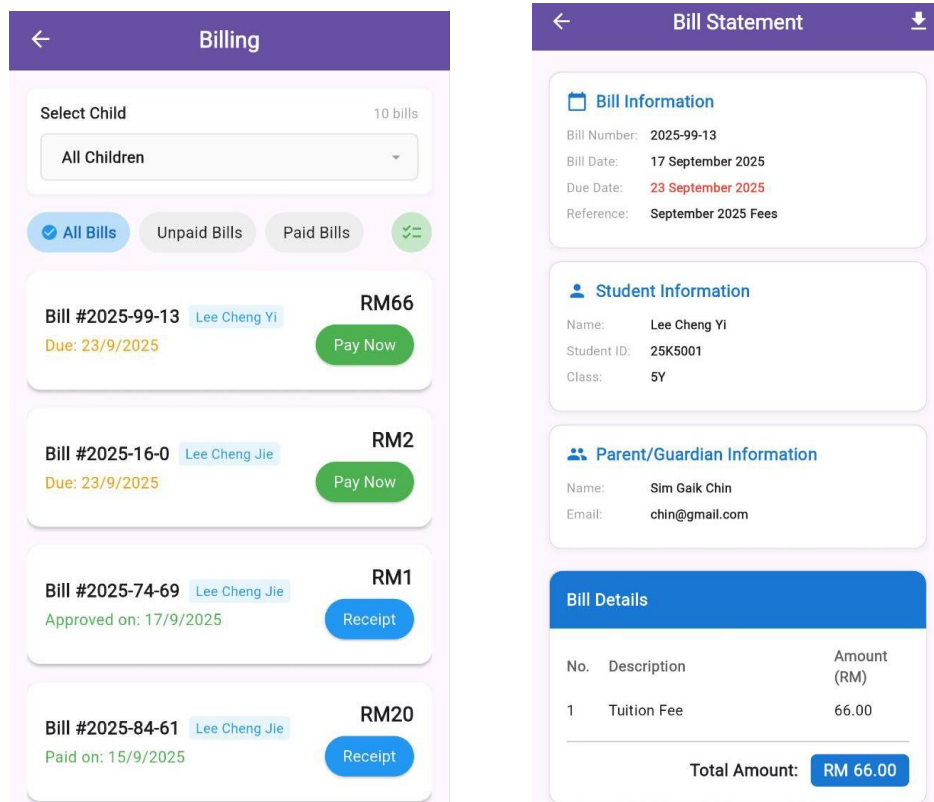 Billing
Select Child
10 bills
All Children
All Bills
Unpaid Bills
Paid Bills
Bill #2025-99-13 Lee Cheng Yi
RM66
Due: 23/9/2025
Pay Now
Bill #2025-16-0 Lee Cheng Jie
RM2
Due: 23/9/2025
Pay Now
Bill #2025-74-69 Lee Cheng Jie
RM1
Approved on: 17/9/2025
Receipt
Bill #2025-84-61 Lee Cheng Jie
RM20
Paid on: 15/9/2025
Receipt
Bill Statement
Bill Information
Bill Number: 2025-99-13
Bill Date: 17 September 2025
Due Date: 23 September 2025
Reference: September 2025 Fees
Student Information
Name: Lee Cheng Yi
Student ID: 25K5001
Class: 5Y
Parent/Guardian Information
Name: Sim Gaik Chin
Email: chin@gmail.com
Bill Details
No. Description Amount
(RM)
1 Tuition Fee 66.00
Total Amount: RM 66.00